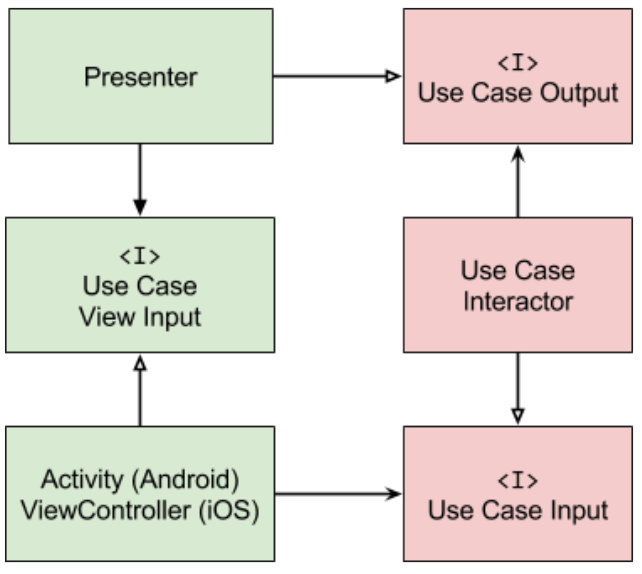 Presenter
<I>
Use Case Output
<I>
Use Case
View Input
Use Case
Interactor
Activity (Android)
ViewController (iOS)
<I>
Use Case Input